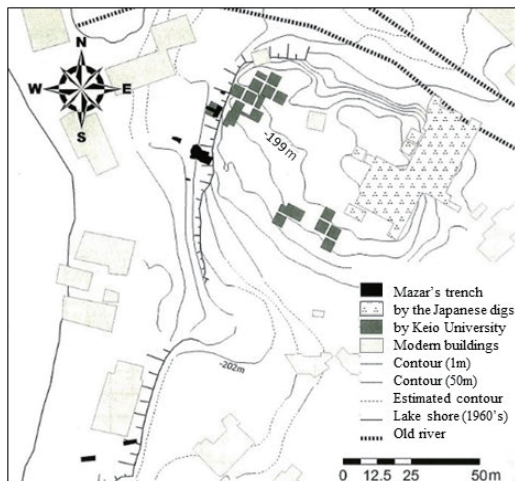 N
W E
S
-199m
-202m
Mazar's trench
by the Japanese digs
by Keio University
Modern buildings
Contour (1m)
Contour (50m)
Estimated contour
Lake shore (1960's)
Old river
0 12.5 25 50m